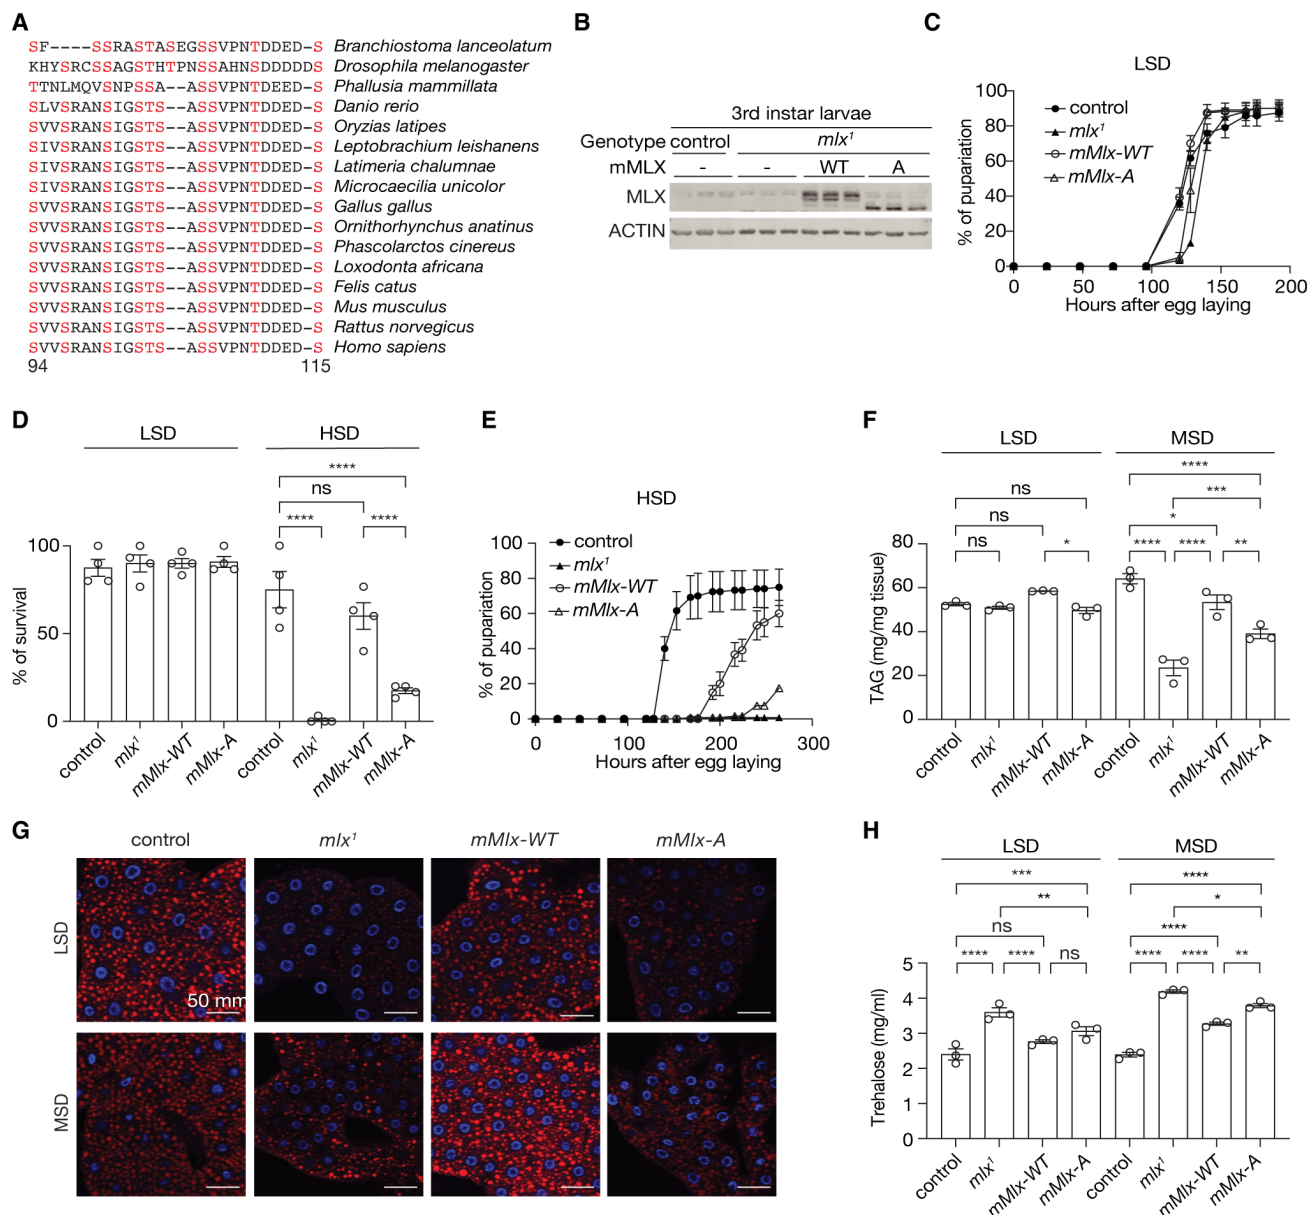 A
SF----SSRASTASEGSSVPNTDDED-S Branchiostoma lanceolatum
KHYSRCSSAGSTHTPNSSAHNSDDDDDS Drosophila melanogaster
TTNLMQVSNPSSA--ASSVPNTDEED-S Phallusia mammillata
SLVSRANSIGSTS--ASSVPNTDDED-S Danio rerio
SVVSRANSIGSTS--ASSVPNTDDED-S Oryzias latipes
SIVSRANSIGSTS--ASSVPNTDDED-S Leptobrachium leishanens
SIVSRANSIGSTS--ASSVPNTDDED-S Latimeria chalumnae
SIVSRANSIGSTS--ASSVPNTDDED-S Microcaecilia unicolor
SVVSRANSIGSTS--ASSVPNTDDED-S Gallus gallus
SVVSRANSIGSTS--ASSVPNTDDED-S Ornithorhynchus anatinus
SVVSRANSIGSTS--ASSVPNTDDED-S Phascolarctos cinereus
SVVSRANSIGSTS--ASSVPNTDDED-S Loxodonta africana
SVVSRANSIGSTS--ASSVPNTDDED-S Felis catus
SVVSRANSIGSTS--ASSVPNTDDED-S Mus musculus
SVVSRANSIGSTS--ASSVPNTDDED-S Rattus norvegicus
SVVSRANSIGSTS--ASSVPNTDDED-S Homo sapiens
94 115
B
3rd instar larvae
Genotype control mlx¹
mMLX - - WT A
MLX
ACTIN
C
LSD
control
mlx¹
mMlx-WT
mMlx-A
% of pupariation
100
80
60
40
20
0
0 50 100 150 200
Hours after egg laying
D
LSD HSD
****
ns
**** ****
% of survival
100
50
0
control mlx¹ mMlx-WT mMlx-A control mlx¹ mMlx-WT mMlx-A
E
HSD
control
mlx¹
mMlx-WT
mMlx-A
% of pupariation
100
80
60
40
20
0
0 100 200 300
Hours after egg laying
F
LSD MSD
****
ns ***
ns *
ns * **** **** **
TAG (mg/mg tissue)
80
60
40
20
0
control mlx¹ mMlx-WT mMlx-A control mlx¹ mMlx-WT mMlx-A
G
control mlx¹ mMlx-WT mMlx-A
LSD
50 mm
MSD
H
LSD MSD
*** ****
** *
ns ****
**** **** ns **** **** **
Trehalose (mg/ml)
5
4
3
2
1
0
control mlx¹ mMlx-WT mMlx-A control mlx¹ mMlx-WT mMlx-A